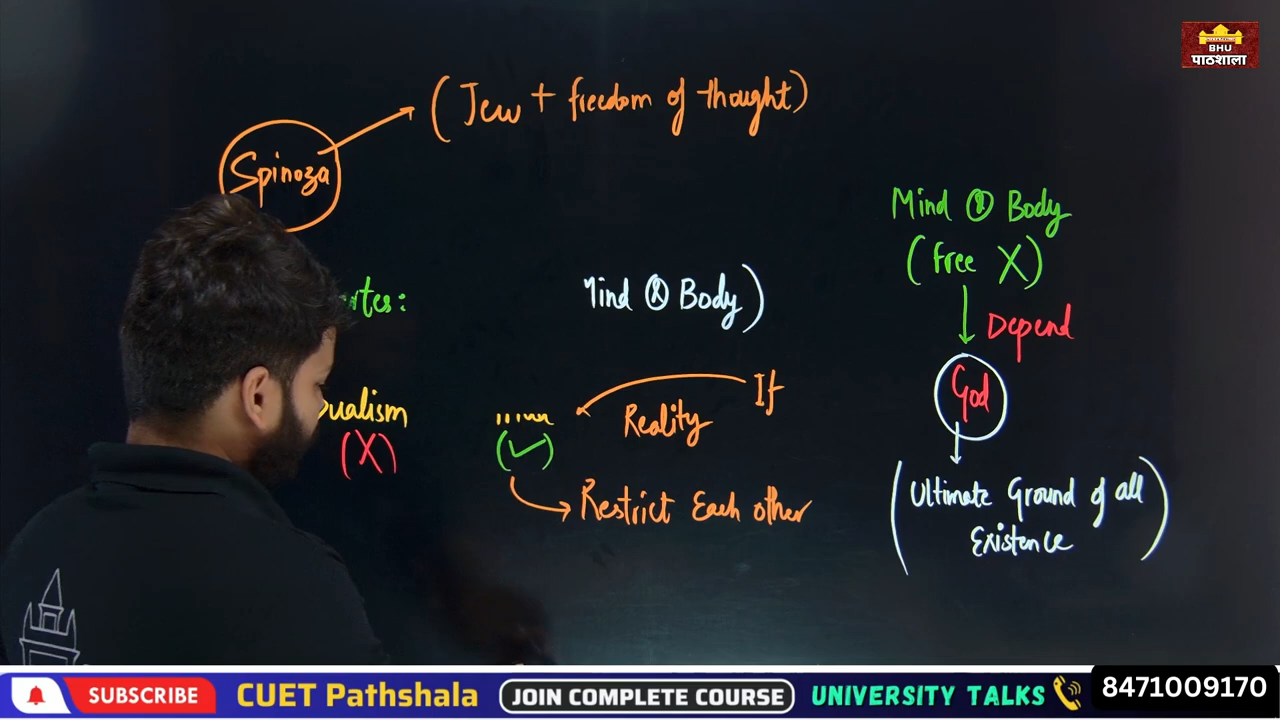 BHU
पाठशाला
(Jew + freedom of thought)
Spinoza
Mind & Body
(free X)
Body)
Depend
If
Reality
God
(X)
(✓)
Restrict Each other
(Ultimate Ground of all
Existence)
SUBSCRIBE
CUET Pathshala
JOIN COMPLETE COURSE
UNIVERSITY TALKS
8471009170